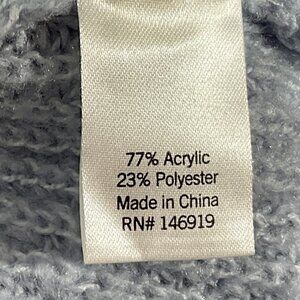 77% Acrylic
23% Polyester
Made in China
RN# 146919